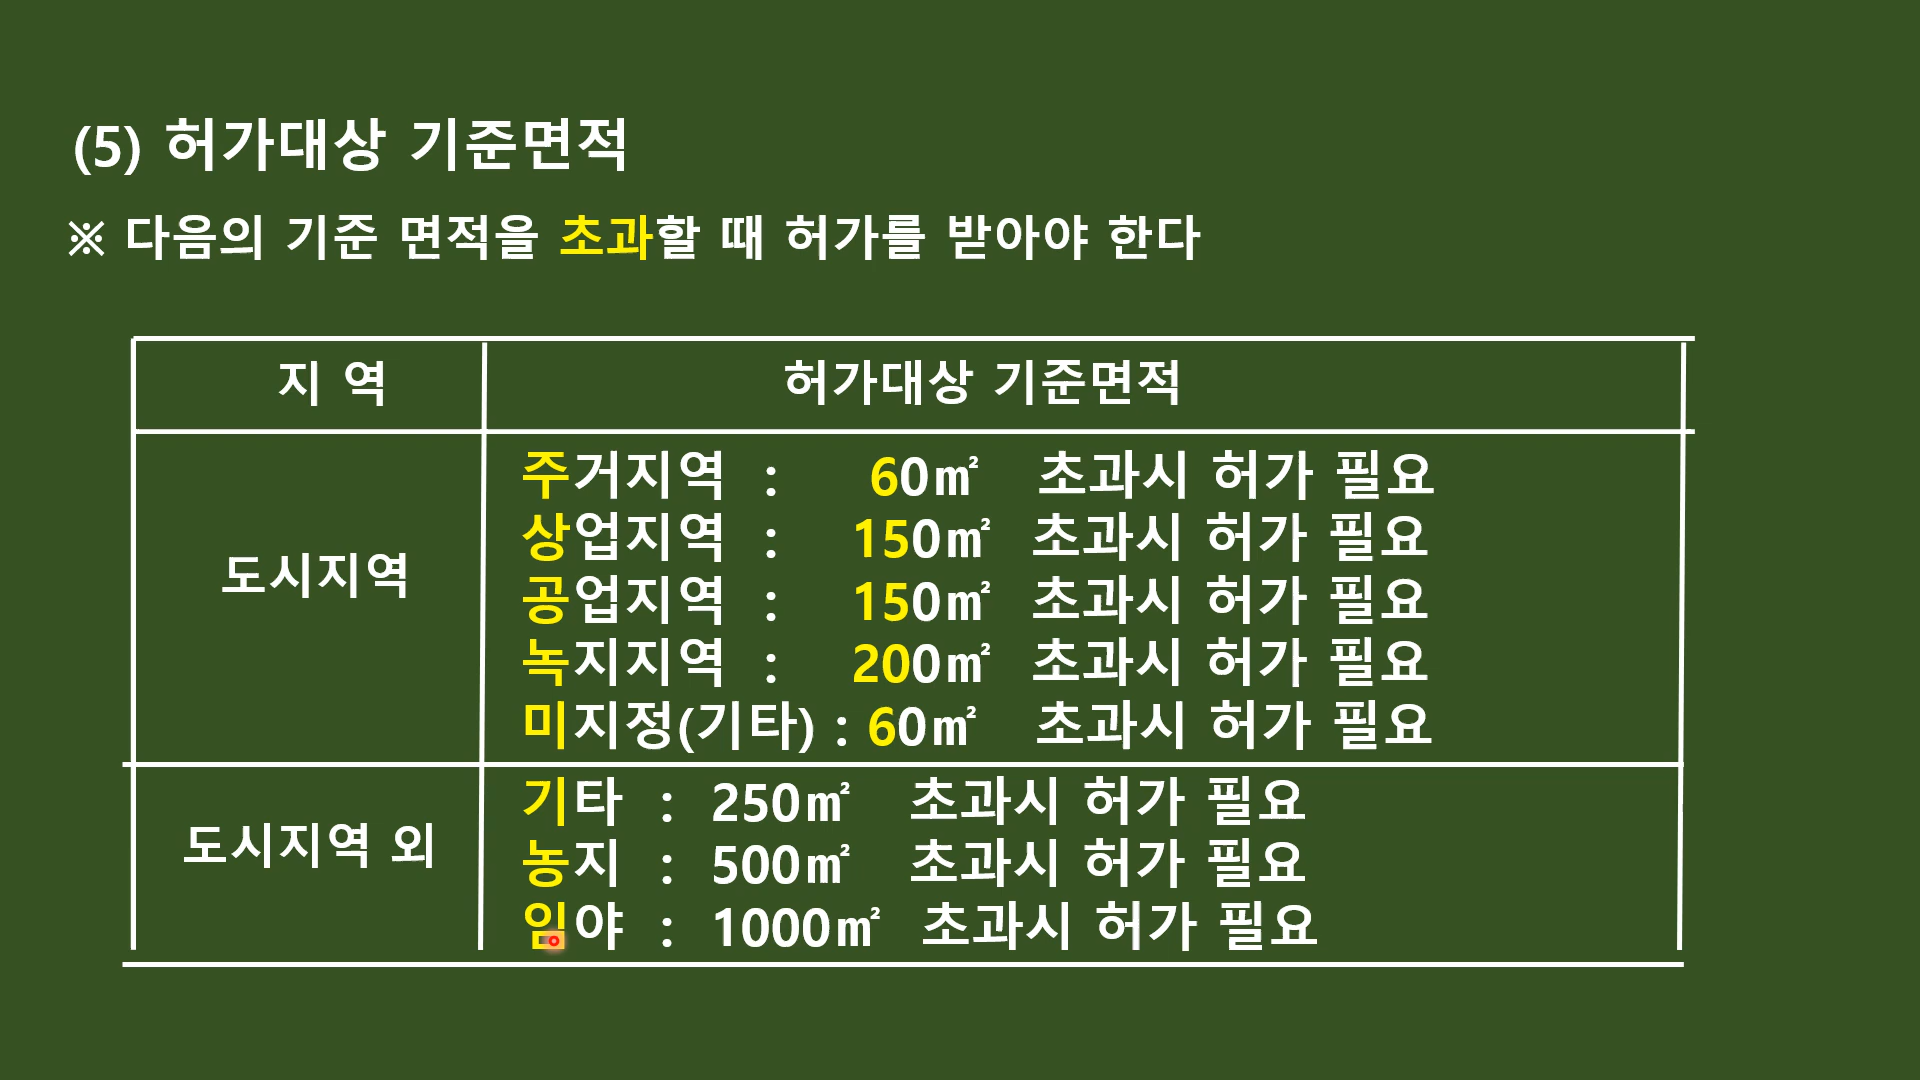 (5) 허가대상 기준면적
※ 다음의 기준 면적을 초과할 때 허가를 받아야 한다
지 역 허가대상 기준면적
도시지역
주거지역 : 60㎡ 초과시 허가 필요
상업지역 : 150㎡ 초과시 허가 필요
공업지역 : 150㎡ 초과시 허가 필요
녹지지역 : 200㎡ 초과시 허가 필요
미지정(기타) : 60㎡ 초과시 허가 필요
도시지역 외
기타 : 250㎡ 초과시 허가 필요
농지 : 500㎡ 초과시 허가 필요
임야 : 1000㎡ 초과시 허가 필요